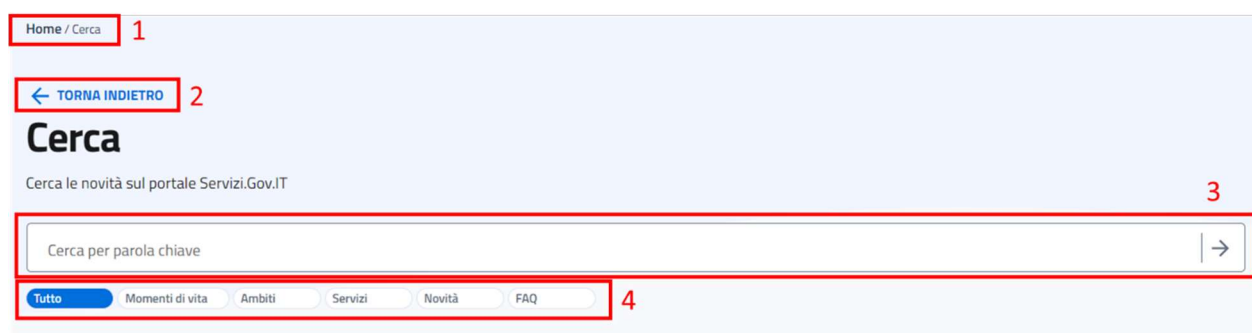 Home / Cerca 1
← TORNA INDIETRO 2
Cerca
Cerca le novità sul portale Servizi.Gov.IT
3
Cerca per parola chiave →
Tutto Momenti di vita Ambiti Servizi Novità FAQ 4